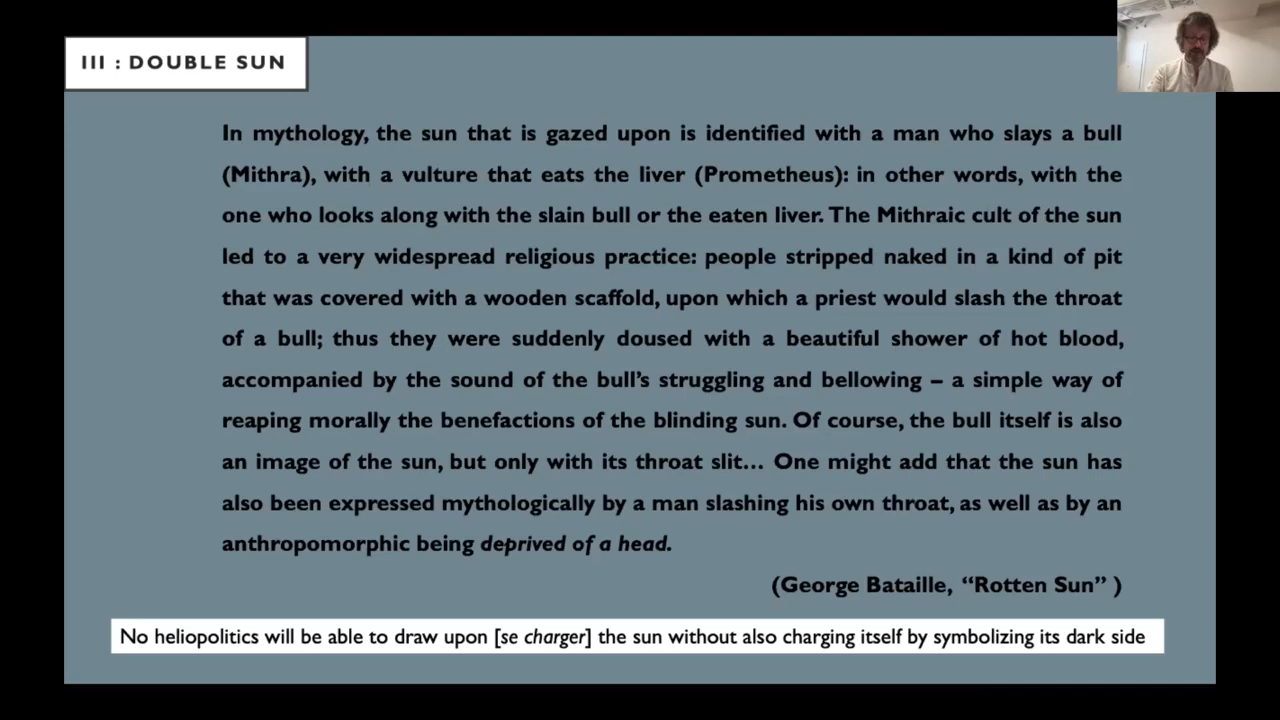 III : DOUBLE SUN
In mythology, the sun that is gazed upon is identified with a man who slays a bull
(Mithra), with a vulture that eats the liver (Prometheus): in other words, with the
one who looks along with the slain bull or the eaten liver. The Mithraic cult of the sun
led to a very widespread religious practice: people stripped naked in a kind of pit
that was covered with a wooden scaffold, upon which a priest would slash the throat
of a bull; thus they were suddenly doused with a beautiful shower of hot blood,
accompanied by the sound of the bull’s struggling and bellowing – a simple way of
reaping morally the benefactions of the blinding sun. Of course, the bull itself is also
an image of the sun, but only with its throat slit… One might add that the sun has
also been expressed mythologically by a man slashing his own throat, as well as by an
anthropomorphic being deprived of a head.
(George Bataille, “Rotten Sun” )
No heliopolitics will be able to draw upon [se charger] the sun without also charging itself by symbolizing its dark side